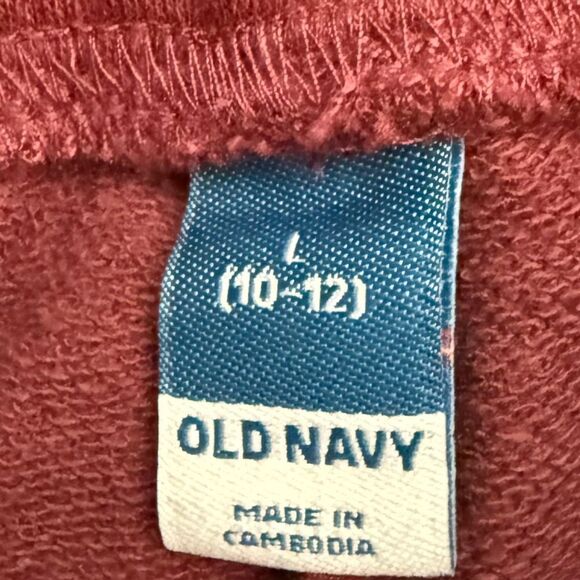 L
(10-12)
OLD NAVY
MADE IN
CAMBODIA